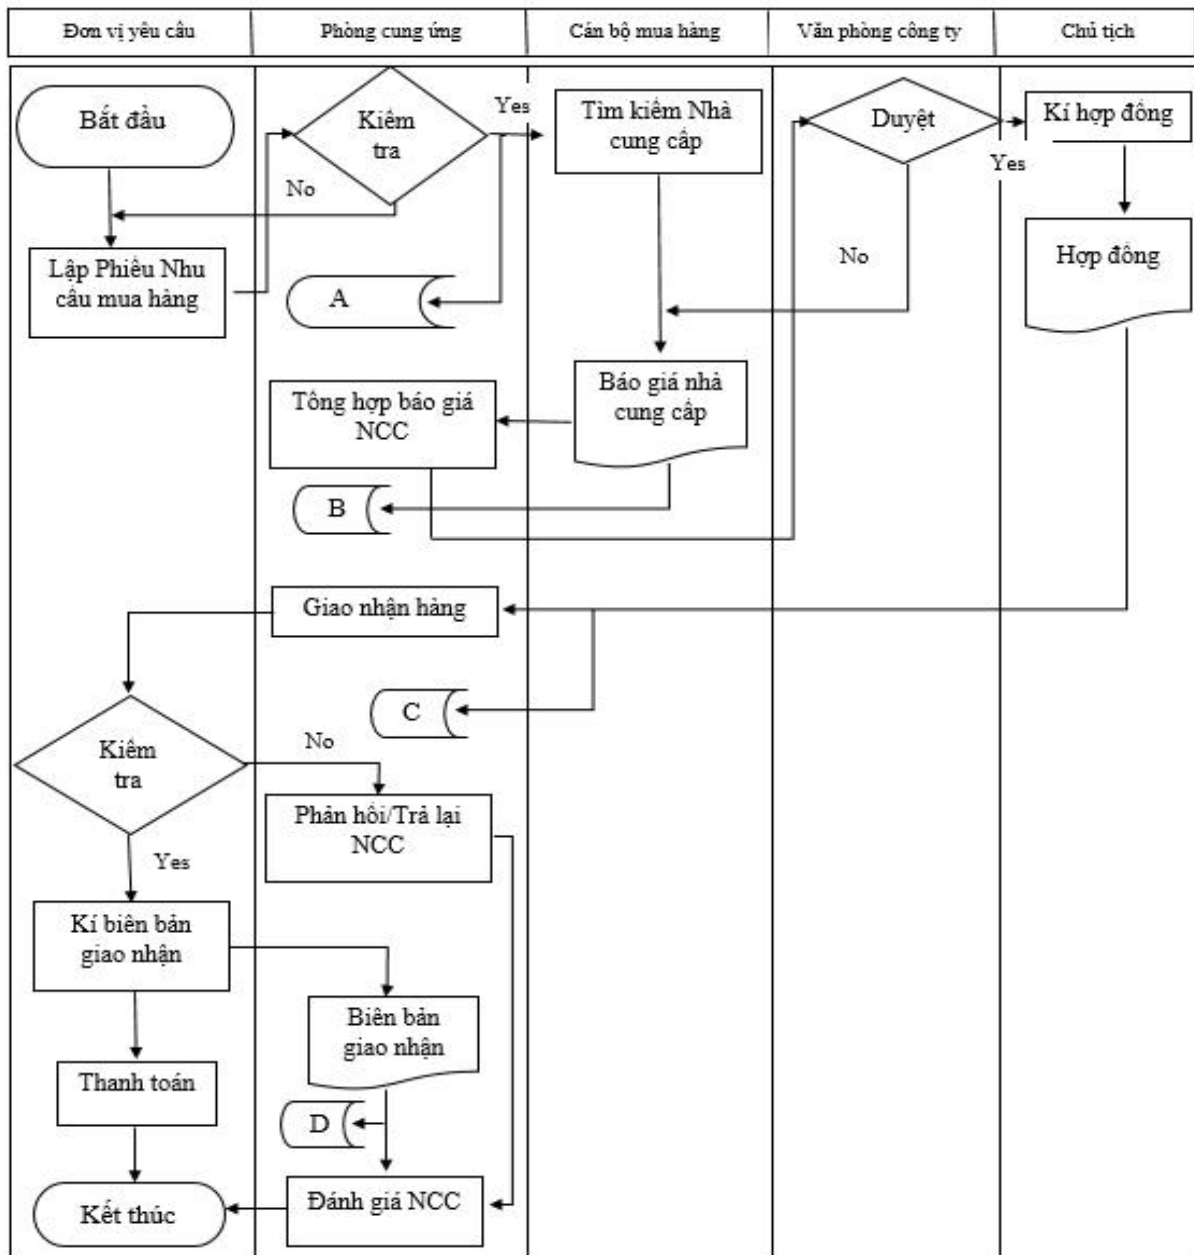 Đơn vị yêu cầu
Phòng cung ứng
Cán bộ mua hàng
Văn phòng công ty
Chủ tịch
Bắt đầu
Kiểm
tra
Yes
No
Tìm kiếm Nhà
cung cấp
Duyệt
Yes
No
Kí hợp đồng
Lập Phiếu Nhu
cầu mua hàng
A
Hợp đồng
Tổng hợp báo giá
NCC
Báo giá nhà
cung cấp
B
Giao nhận hàng
C
Kiểm
tra
No
Yes
Phản hồi/Trả lại
NCC
Kí biên bản
giao nhận
Biên bản
giao nhận
Thanh toán
D
Kết thúc
Đánh giá NCC